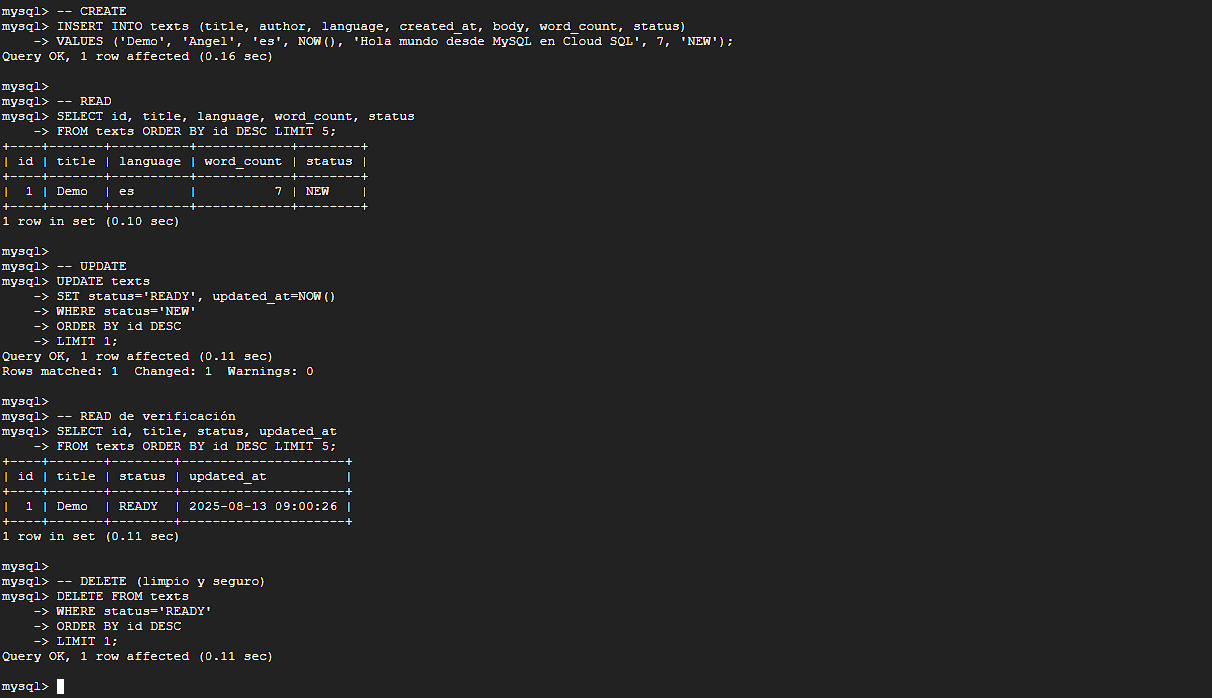 mysql> -- CREATE
mysql> INSERT INTO texts (title, author, language, created_at, body, word_count, status)
    -> VALUES ('Demo', 'Angel', 'es', NOW(), 'Hola mundo desde MySQL en Cloud SQL', 7, 'NEW');
Query OK, 1 row affected (0.16 sec)

mysql>
mysql> -- READ
mysql> SELECT id, title, language, word_count, status
    -> FROM texts ORDER BY id DESC LIMIT 5;
+----+-------+----------+------------+--------+
| id | title | language | word_count | status |
+----+-------+----------+------------+--------+
|  1 | Demo  | es       |          7 | NEW    |
+----+-------+----------+------------+--------+
1 row in set (0.10 sec)

mysql>
mysql> -- UPDATE
mysql> UPDATE texts
    -> SET status='READY', updated_at=NOW()
    -> WHERE status='NEW'
    -> ORDER BY id DESC
    -> LIMIT 1;
Query OK, 1 row affected (0.11 sec)
Rows matched: 1  Changed: 1  Warnings: 0

mysql>
mysql> -- READ de verificación
mysql> SELECT id, title, status, updated_at
    -> FROM texts ORDER BY id DESC LIMIT 5;
+----+-------+--------+---------------------+
| id | title | status | updated_at          |
+----+-------+--------+---------------------+
|  1 | Demo  | READY  | 2025-08-13 09:00:26 |
+----+-------+--------+---------------------+
1 row in set (0.11 sec)

mysql>
mysql> -- DELETE (limpio y seguro)
mysql> DELETE FROM texts
    -> WHERE status='READY'
    -> ORDER BY id DESC
    -> LIMIT 1;
Query OK, 1 row affected (0.11 sec)

mysql>